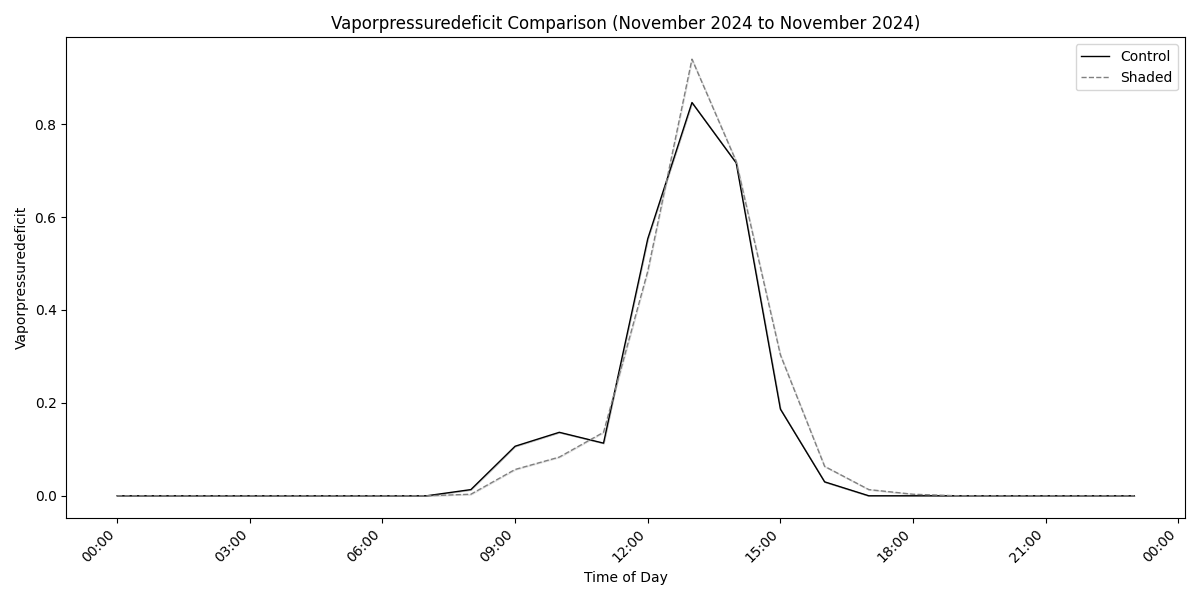 Vaporpressuredeficit Comparison (November 2024 to November 2024)
Control
Shaded
Vaporpressuredeficit
0.8
0.6
0.4
0.2
0.0
00:00
03:00
06:00
09:00
12:00
15:00
18:00
21:00
00:00
Time of Day